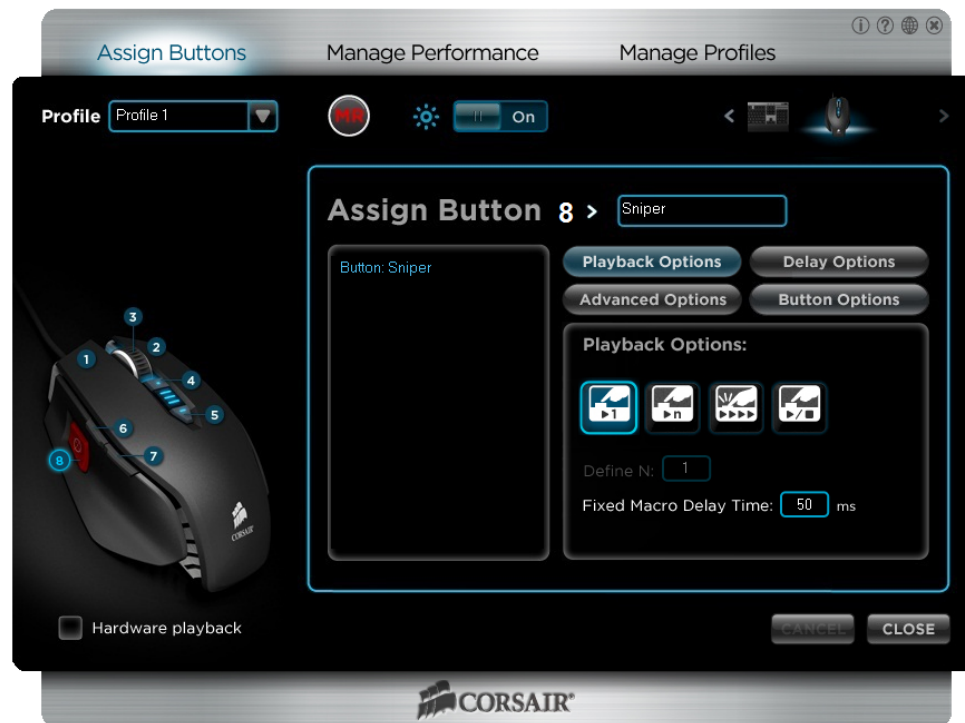 Assign Buttons Manage Performance Manage Profiles
Profile Profile 1 MR On
Assign Button 8 > Sniper
Button: Sniper
Playback Options Delay Options
Advanced Options Button Options
Playback Options:
1 n
Define N: 1
Fixed Macro Delay Time: 50 ms
3
2
1
4
5
6
7
8
CORSAIR
Hardware playback
CANCEL CLOSE
CORSAIR